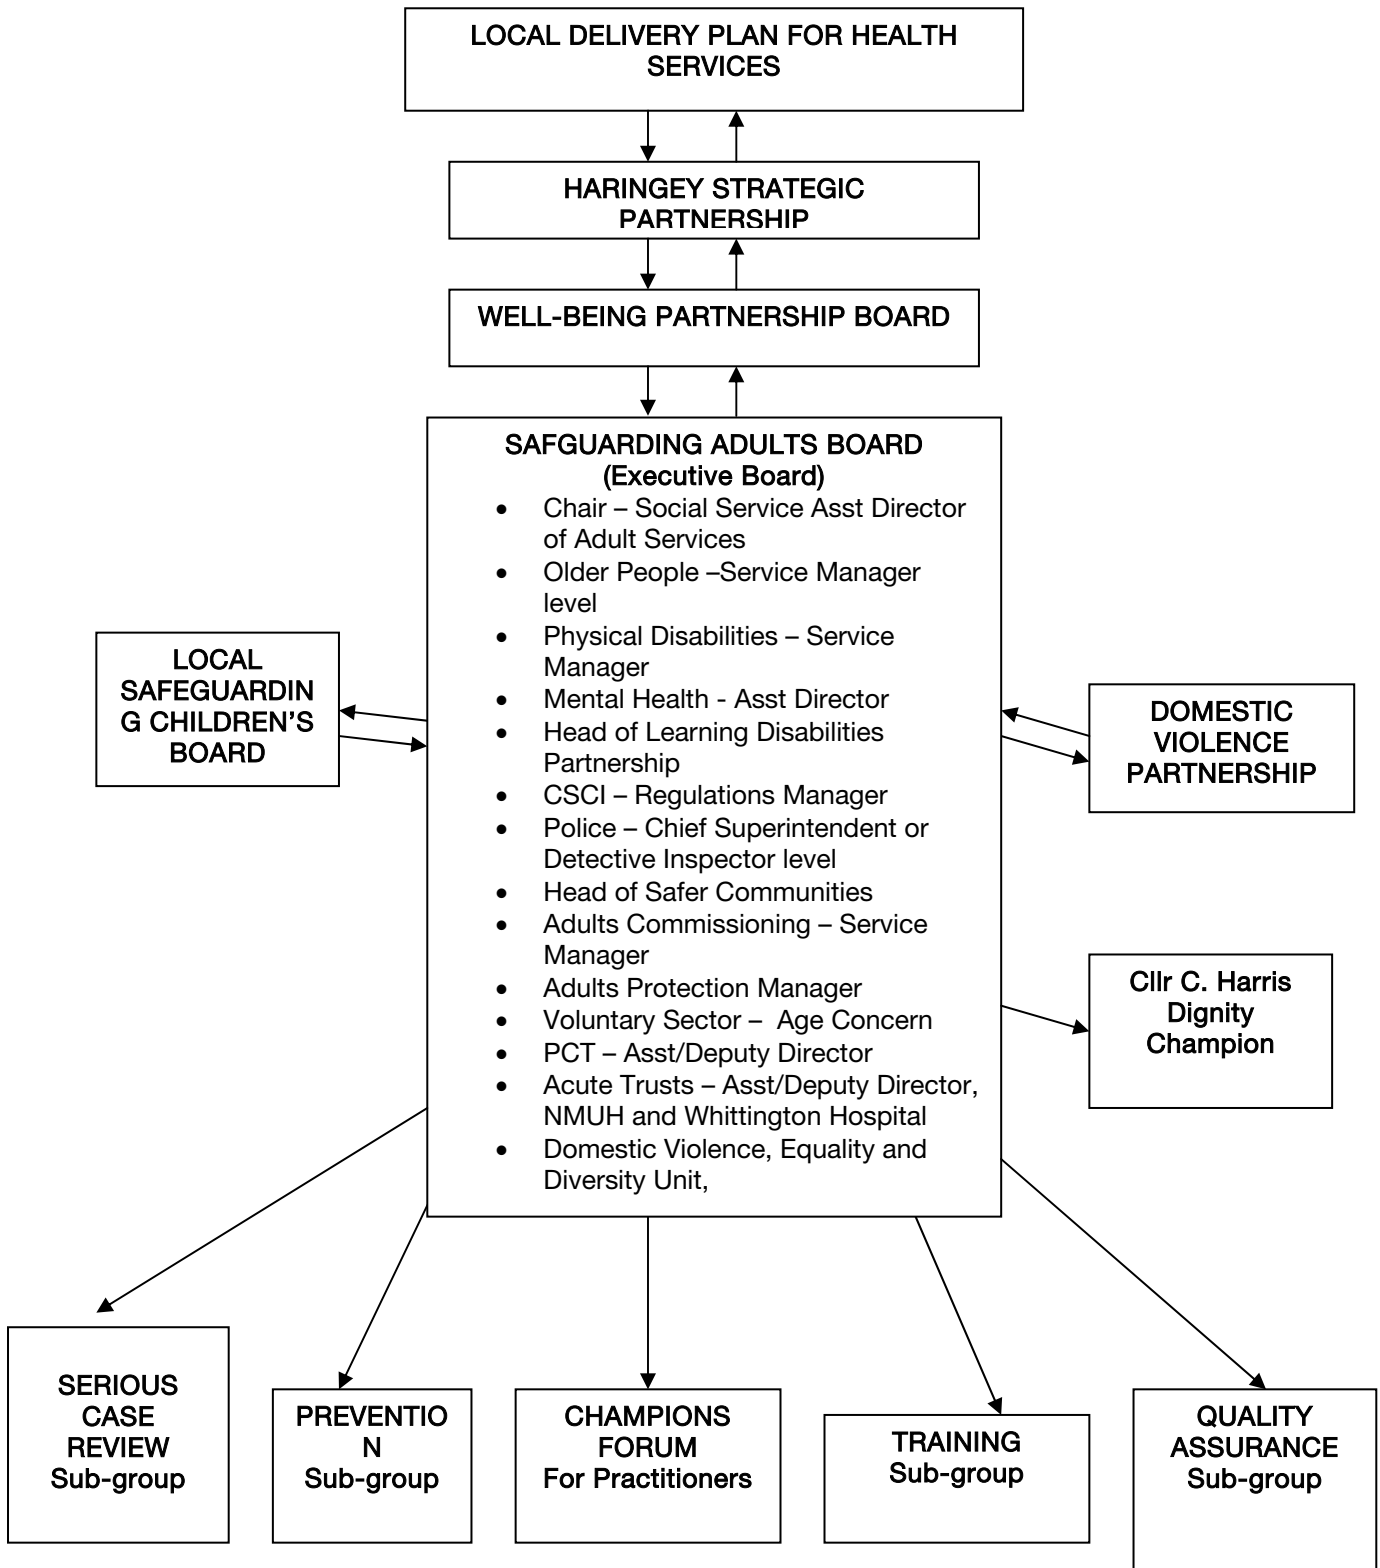 LOCAL DELIVERY PLAN FOR HEALTH
SERVICES
HARINGEY STRATEGIC
PARTNERSHIP
WELL-BEING PARTNERSHIP BOARD
SAFGUARDING ADULTS BOARD
(Executive Board)
• Chair – Social Service Asst Director
of Adult Services
• Older People –Service Manager
level
• Physical Disabilities – Service
Manager
• Mental Health - Asst Director
• Head of Learning Disabilities
Partnership
• CSCI – Regulations Manager
• Police – Chief Superintendent or
Detective Inspector level
• Head of Safer Communities
• Adults Commissioning – Service
Manager
• Adults Protection Manager
• Voluntary Sector –  Age Concern
• PCT – Asst/Deputy Director
• Acute Trusts – Asst/Deputy Director,
NMUH and Whittington Hospital
• Domestic Violence, Equality and
Diversity Unit,
LOCAL
SAFEGUARDIN
G CHILDREN'S
BOARD
DOMESTIC
VIOLENCE
PARTNERSHIP
Cllr C. Harris
Dignity
Champion
SERIOUS
CASE
REVIEW
Sub-group
PREVENTIO
N
Sub-group
CHAMPIONS
FORUM
For Practitioners
TRAINING
Sub-group
QUALITY
ASSURANCE
Sub-group